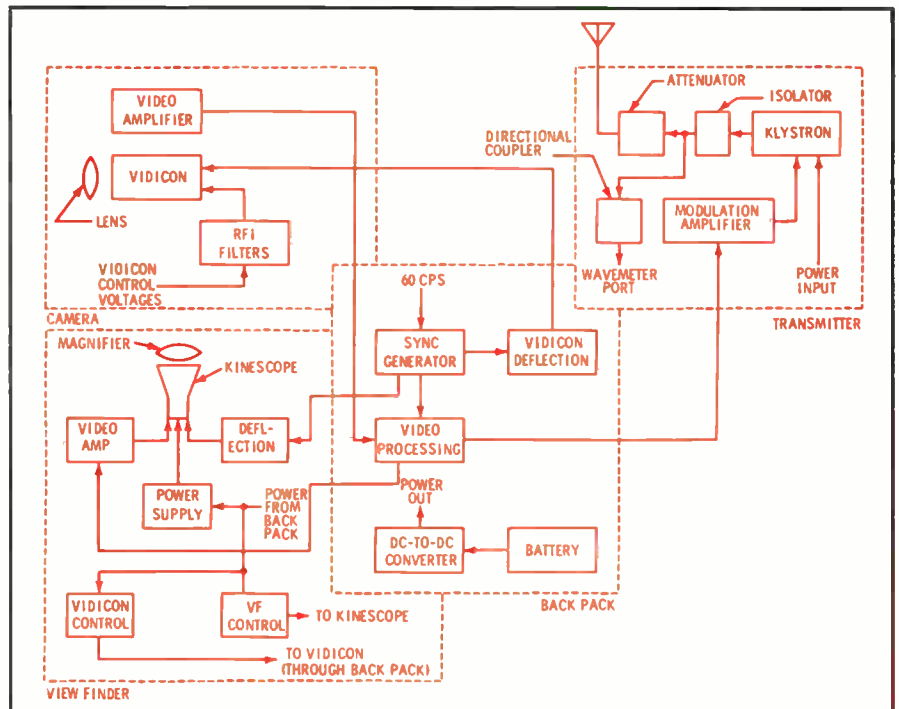 VIDEO
AMPLIFIER
VIDICON
LENS
RFI
FILTERS
VIDICON
CONTROL
VOLTAGES
CAMERA
ATTENUATOR
ISOLATOR
DIRECTIONAL
COUPLER
KLYSTRON
MODULATION
AMPLIFIER
WAVEMETER
PORT
POWER
INPUT
TRANSMITTER
60 CPS
SYNC
GENERATOR
VIDICON
DEFLECTION
VIDEO
PROCESSING
POWER
OUT
DC-TO-DC
CONVERTER
BATTERY
BACK PACK
MAGNIFIER
KINESCOPE
VIDEO
AMP
DEFL-
ECTION
POWER
SUPPLY
POWER
FROM
BACK
PACK
VIDICON
CONTROL
VF
CONTROL
TO KINESCOPE
TO VIDICON
(THROUGH BACK PACK)
VIEW FINDER